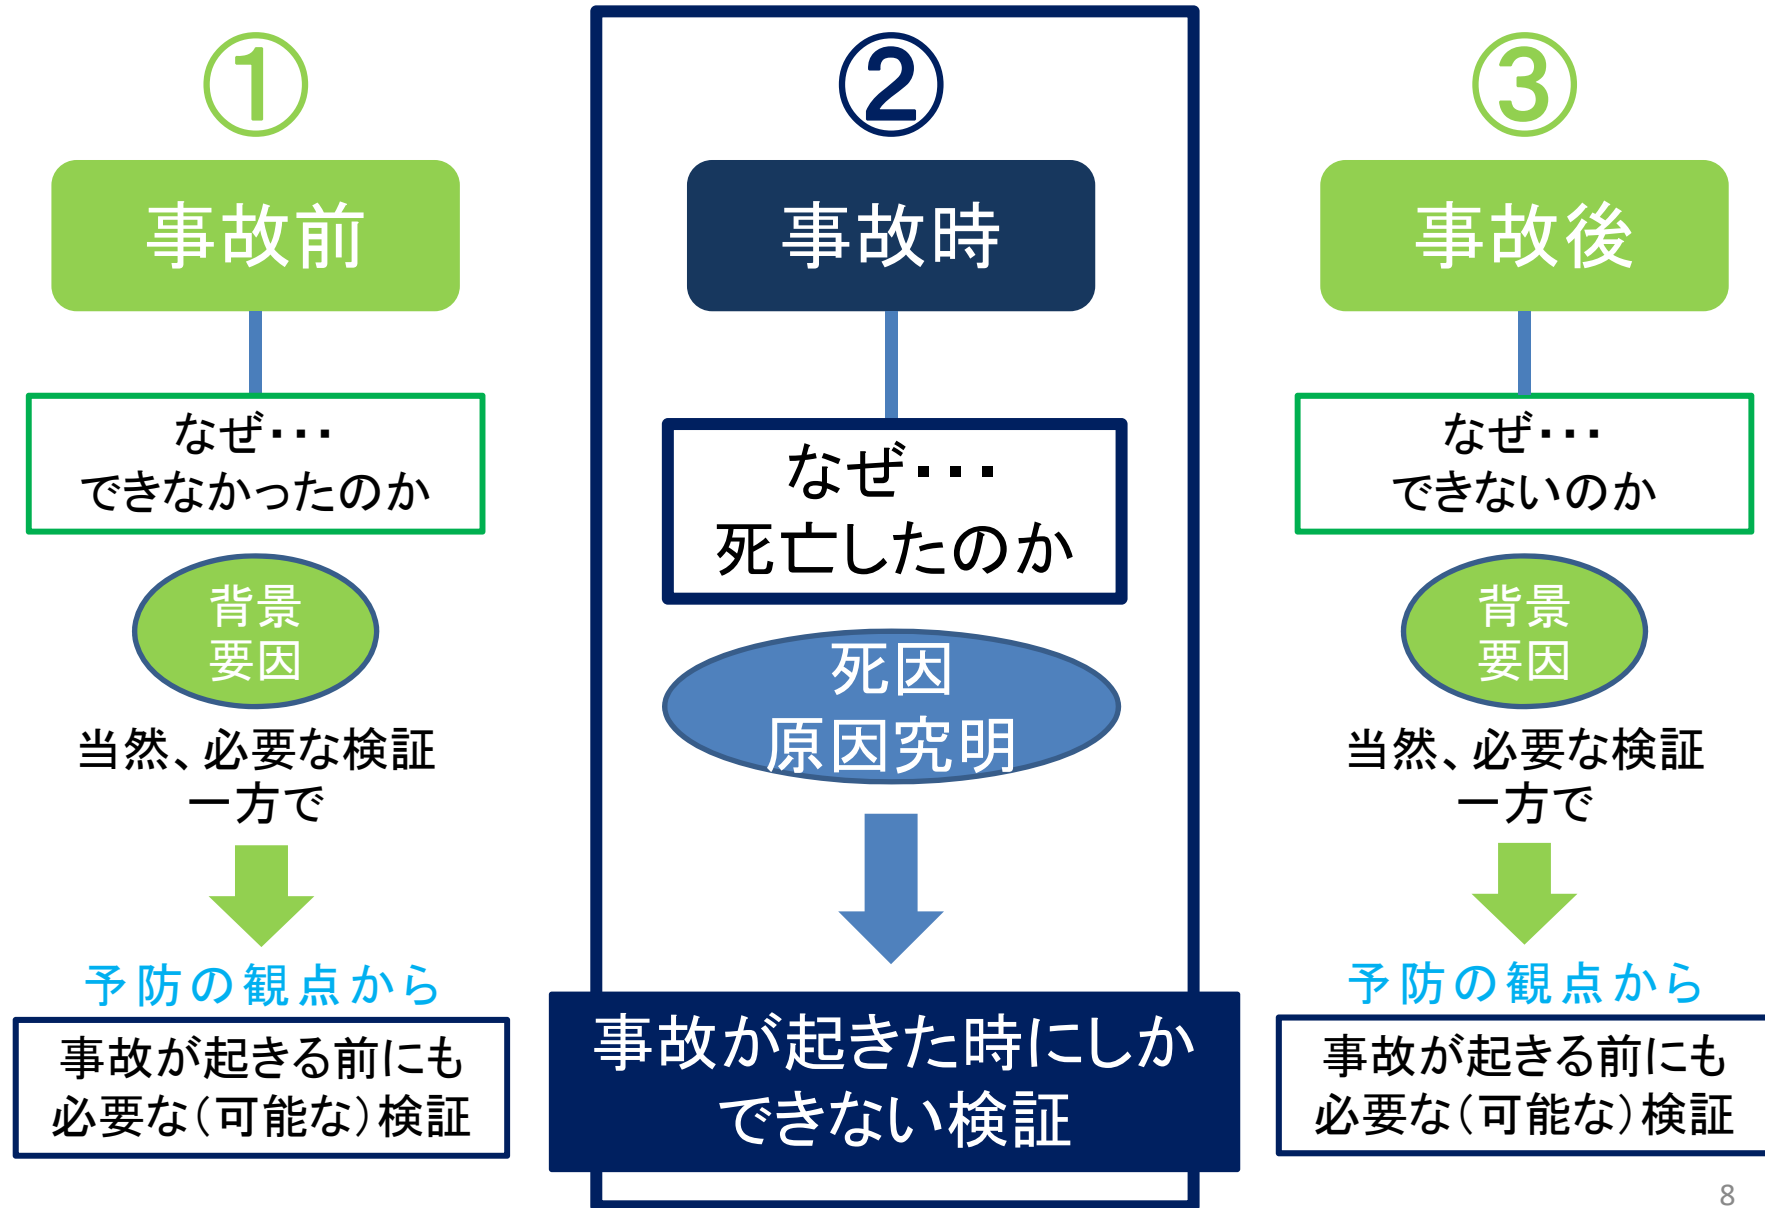 ①
事故前
なぜ・・・
できなかったのか
背景
要因
当然、必要な検証
一方で
予防の観点から
事故が起きる前にも
必要な(可能な)検証
②
事故時
なぜ・・・
死亡したのか
死因
原因究明
事故が起きた時にしか
できない検証
③
事故後
なぜ・・・
できないのか
背景
要因
当然、必要な検証
一方で
予防の観点から
事故が起きる前にも
必要な(可能な)検証
8